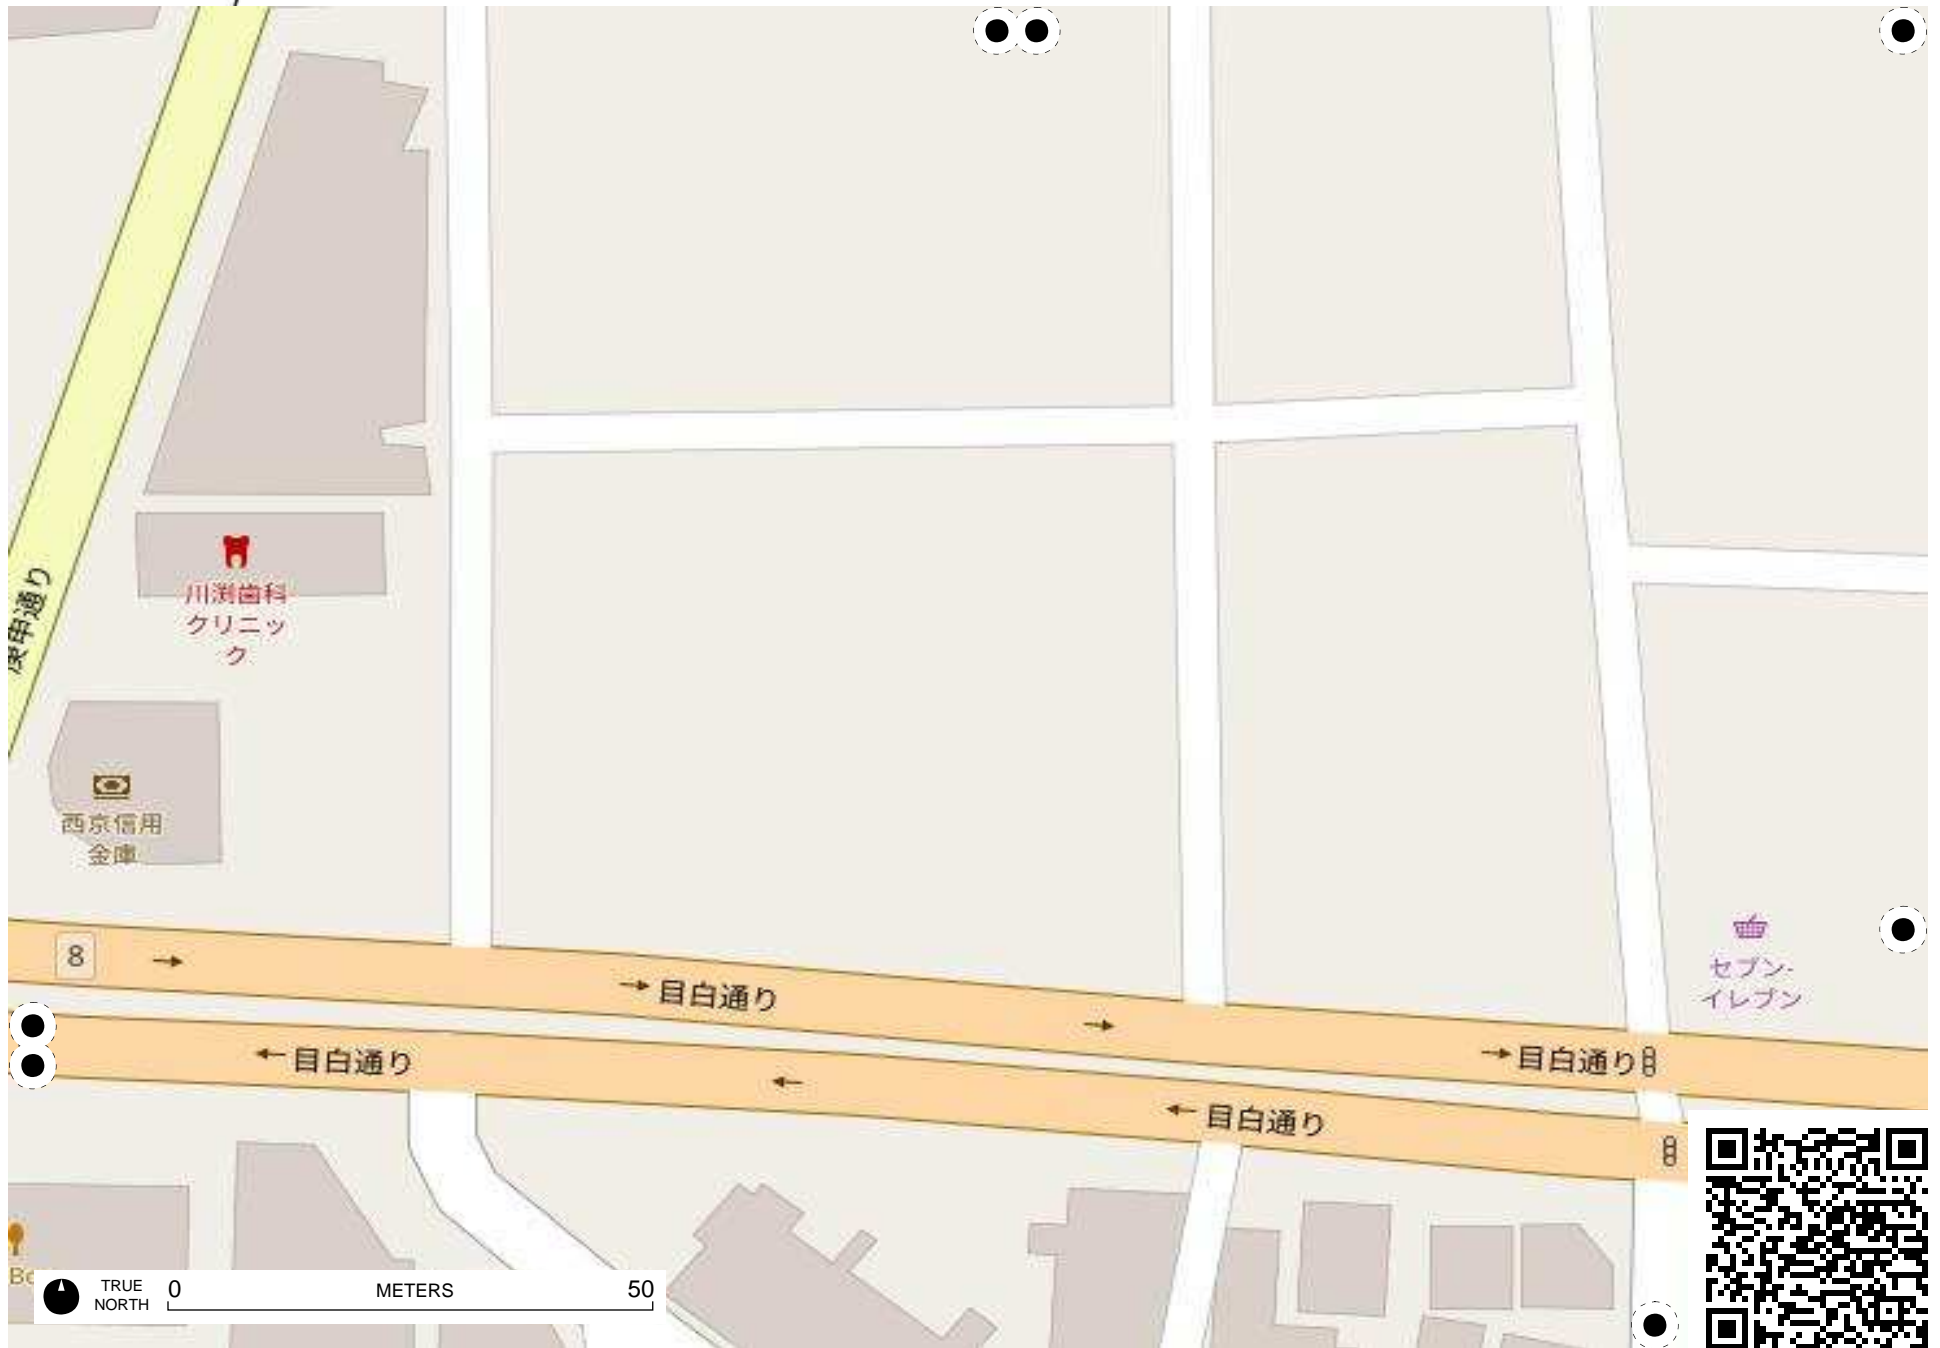 庚申通り
川渕歯科
クリニッ
ク
西京信用
金庫
8
目白通り
目白通り
目白通り
目白通り
セブン-
イレブン
TRUE
NORTH
0
METERS
50